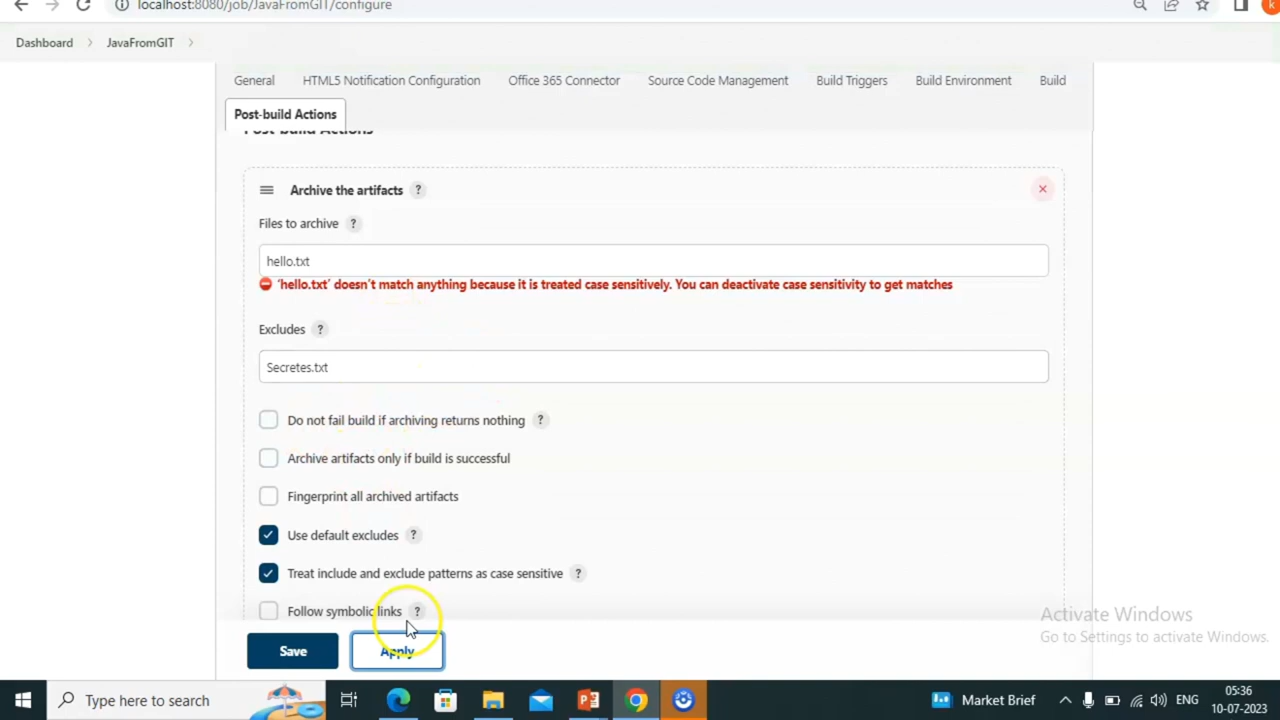 localhost:8080/job/JavaFromGIT/configure
Dashboard > JavaFromGIT >
General HTML5 Notification Configuration Office 365 Connector Source Code Management Build Triggers Build Environment Build
Post-build Actions
Post-build Actions
Archive the artifacts ?
Files to archive ?
hello.txt
'hello.txt' doesn't match anything because it is treated case sensitively. You can deactivate case sensitivity to get matches
Excludes ?
Secretes.txt
Do not fail build if archiving returns nothing ?
Archive artifacts only if build is successful
Fingerprint all archived artifacts
Use default excludes ?
Treat include and exclude patterns as case sensitive ?
Follow symbolic links ?
Save Apply
Activate Windows
Go to Settings to activate Windows.
Type here to search
Market Brief
ENG
05:36
10-07-2023